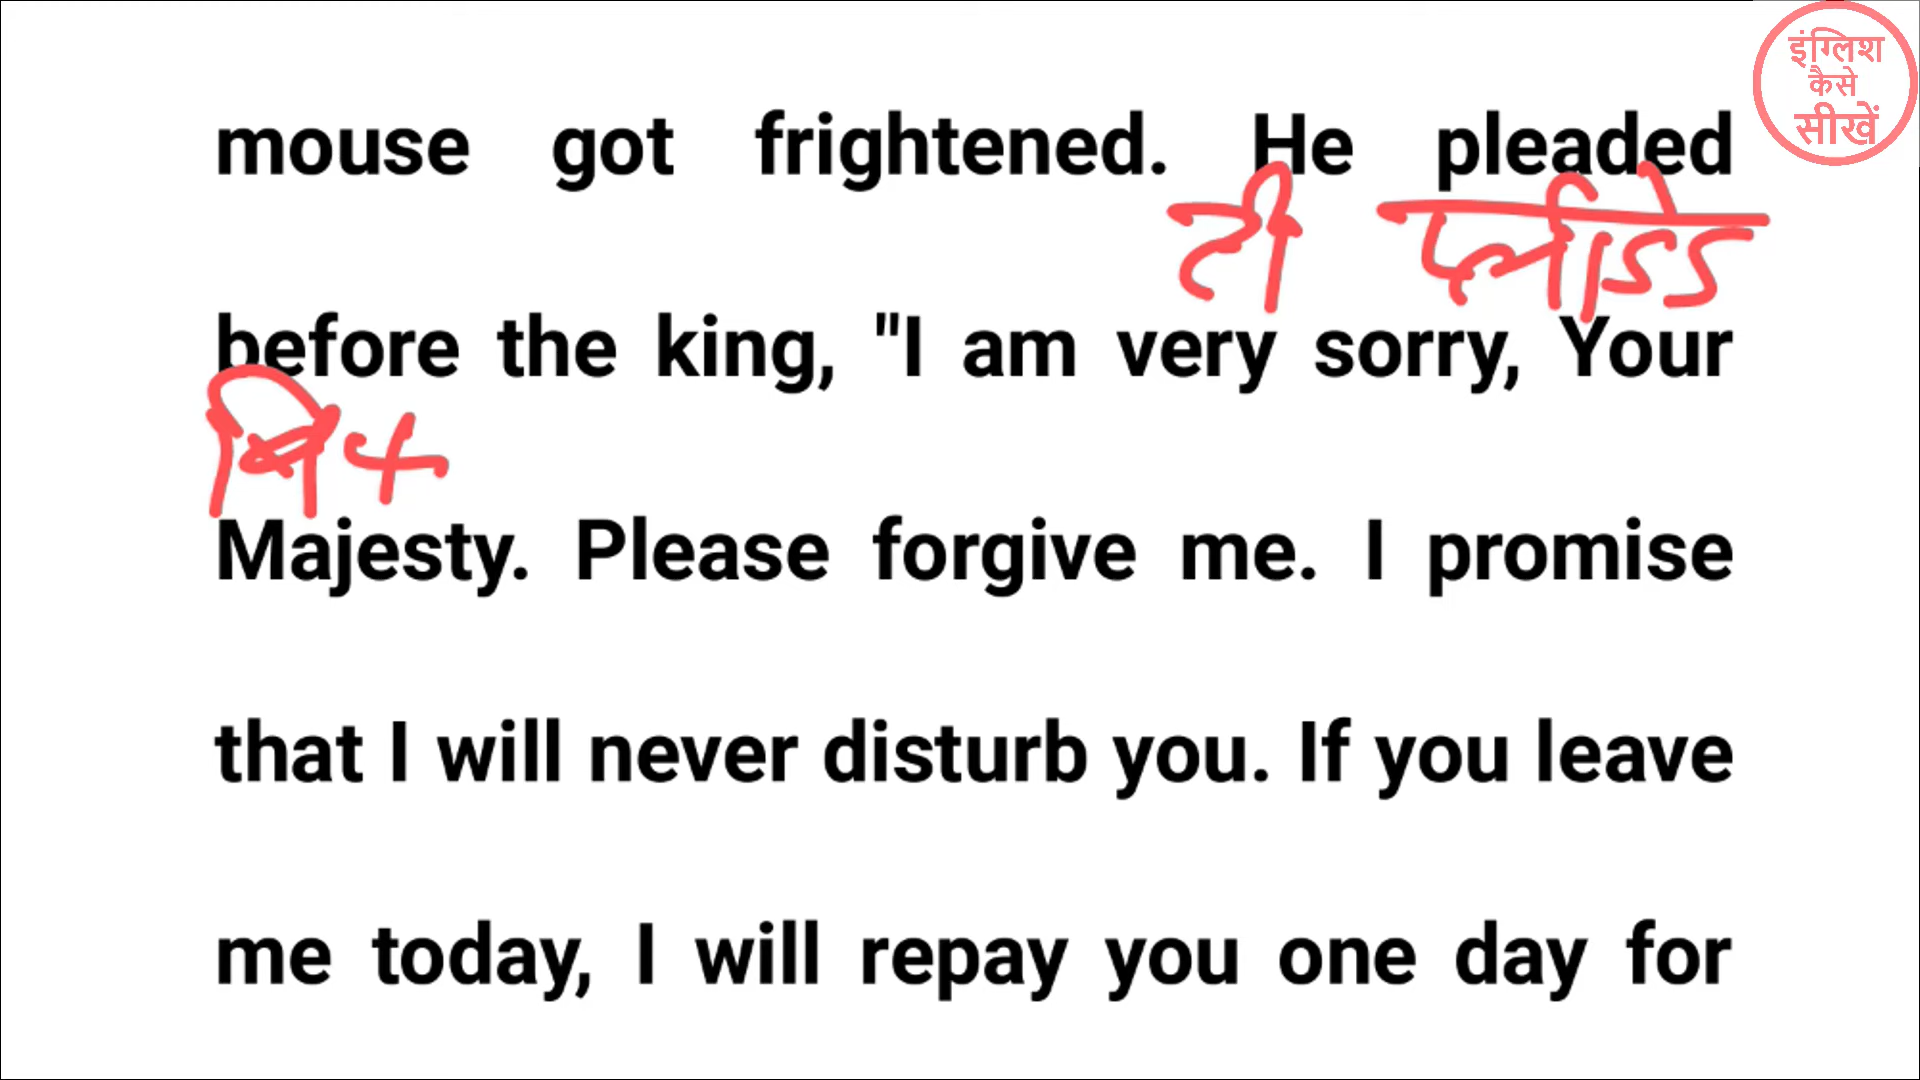 इंग्लिश
कैसे
सीखें
mouse got frightened. He pleaded
टी प्लीडेड
before the king, "I am very sorry, Your
Majesty. Please forgive me. I promise
that I will never disturb you. If you leave
me today, I will repay you one day for